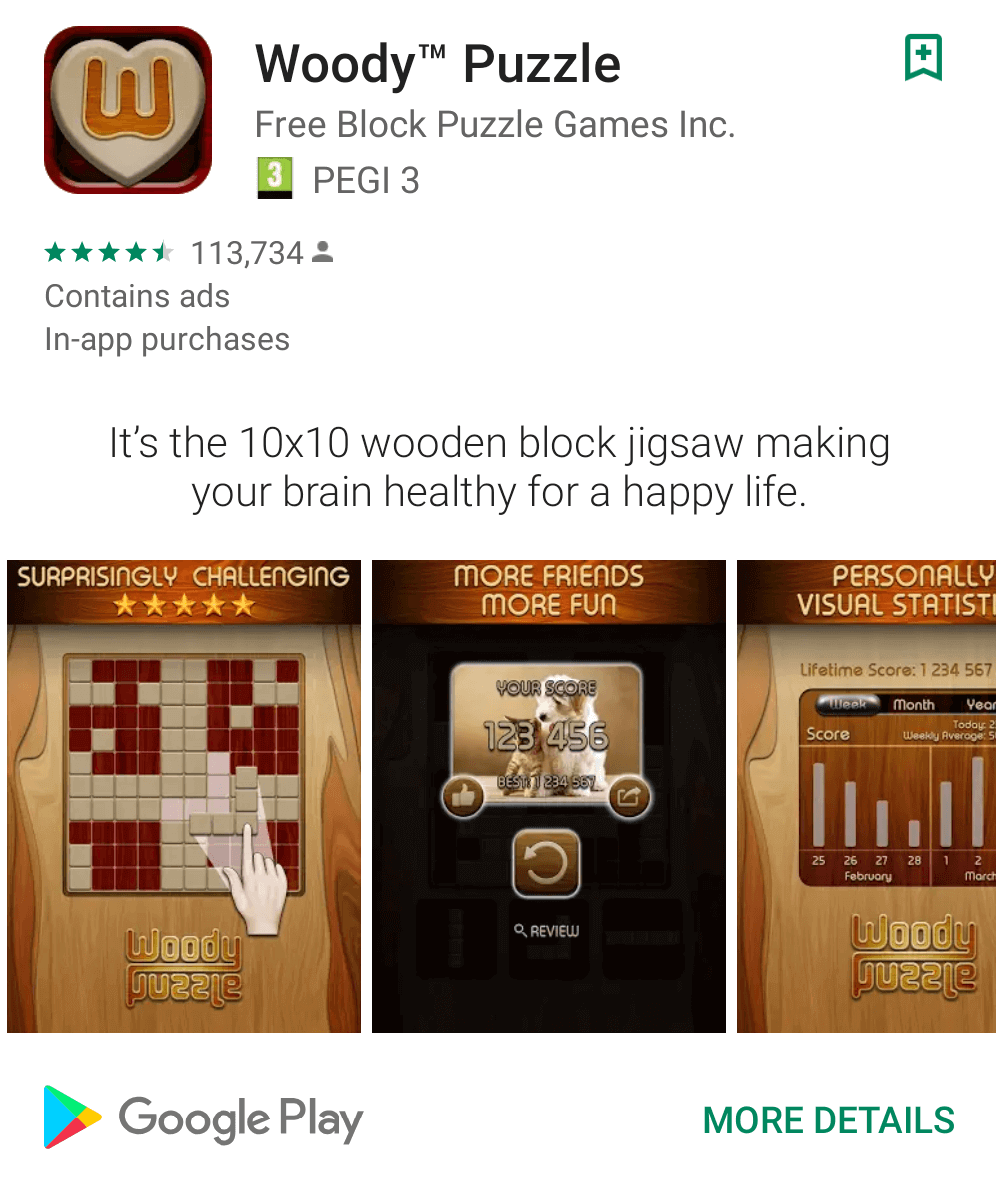 W
Woody™ Puzzle
Free Block Puzzle Games Inc.
3 PEGI 3
113,734
Contains ads
In-app purchases
It's the 10x10 wooden block jigsaw making
your brain healthy for a happy life.
SURPRISINGLY CHALLENGING
Woody
puzzle
MORE FRIENDS
MORE FUN
YOUR SCORE
123 456
BEST: 1 234 567
REVIEW
PERSONALLY
VISUAL STATISTI
Lifetime Score: 1 234 567
Week Month Year
Today: 2
Score
Weekly Average: 5
25 26 27 28 1 2
February March
Woody
puzzle
Google Play
MORE DETAILS